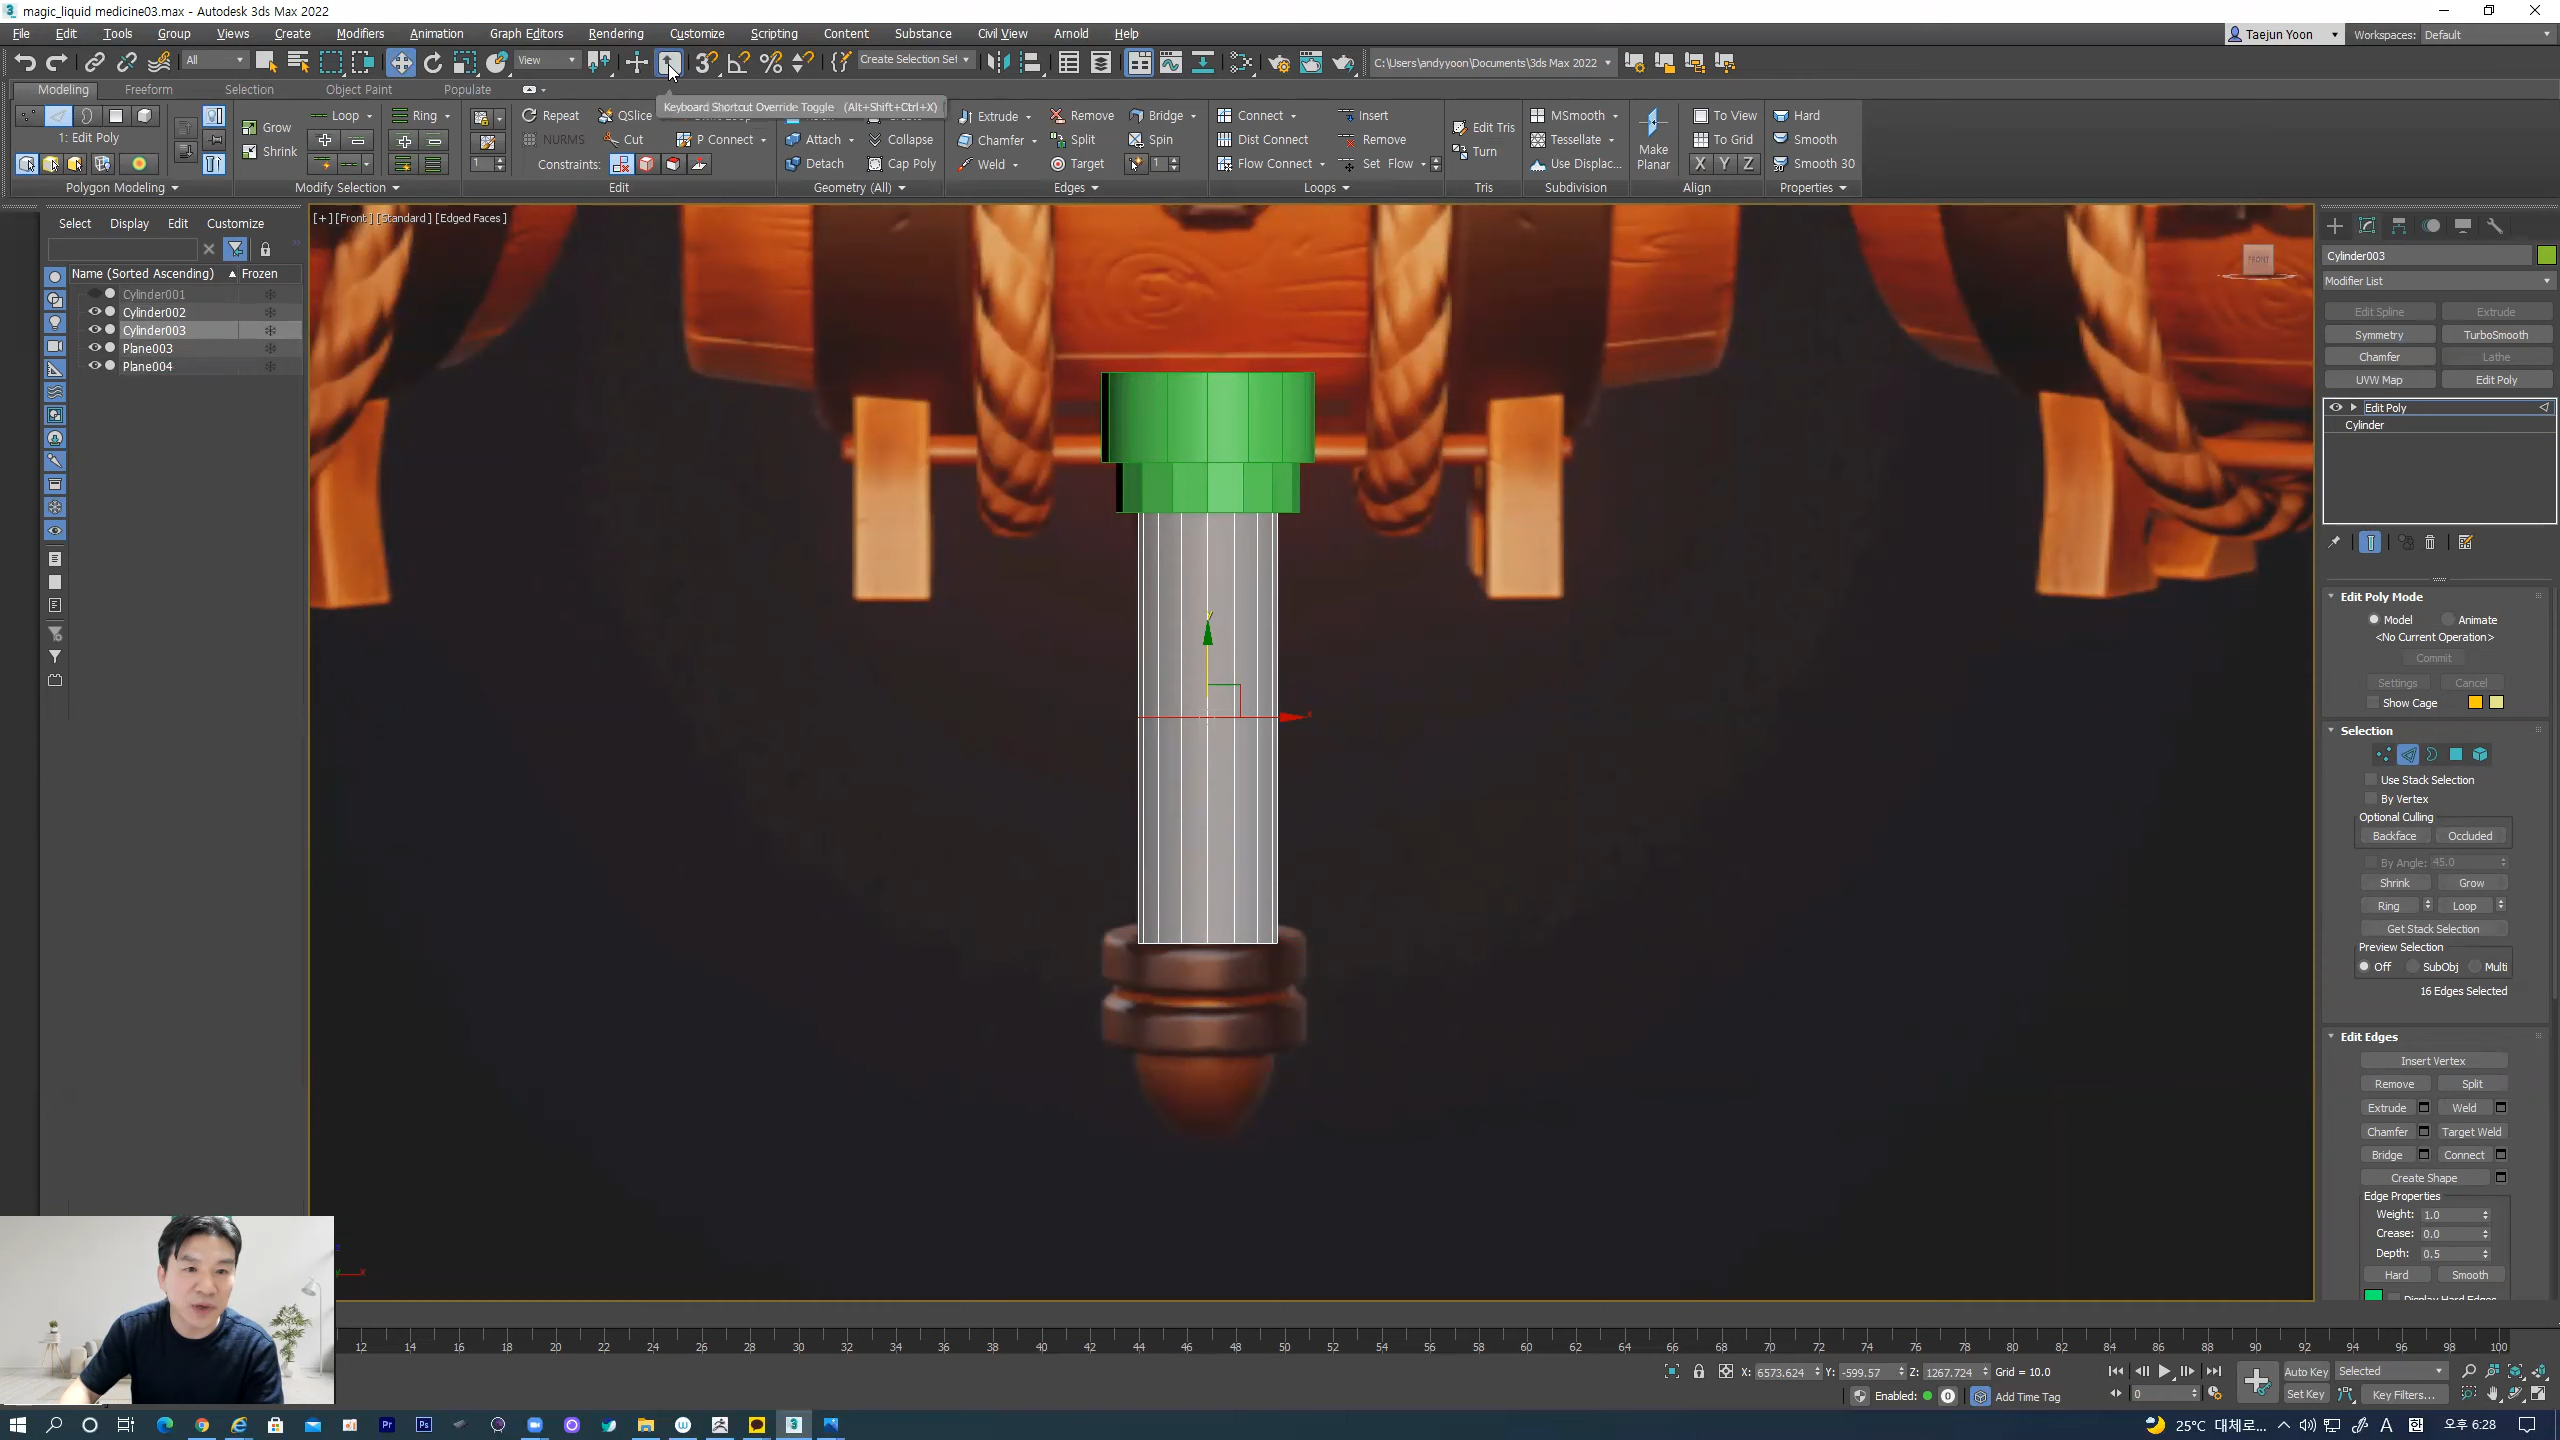 magic_liquid medicine03.max - Autodesk 3ds Max 2022
File Edit Tools Group Views Create Modifiers Animation Graph Editors Rendering Customize Scripting Content Substance Civil View Arnold Help
Taejun Yoon Workspaces: Default
All View Create Selection Set C:\Users\andyyoon\Documents\3ds Max 2022
Modeling Freeform Selection Object Paint Populate
Keyboard Shortcut Override Toggle (Alt+Shift+Ctrl+X)
Loop Ring Repeat QSlice Extrude Remove Bridge Connect Insert MSmooth To View Hard
1: Edit Poly Grow NURMS Cut P Connect Attach Collapse Chamfer Split Spin Dist Connect Remove Edit Tris Tessellate Make Planar To Grid Smooth
Shrink 1 Constraints: Detach Cap Poly Weld Target 1 Flow Connect Set Flow Turn Use Displac... X Y Z Smooth 30
Polygon Modeling Modify Selection Edit Geometry (All) Edges Loops Tris Subdivision Align Properties
Select Display Edit Customize
Name (Sorted Ascending) Frozen
Cylinder001
Cylinder002
Cylinder003
Plane003
Plane004
[+] [Front] [Standard] [Edged Faces]
FRONT
y
x
Cylinder003
Modifier List
Edit Spline Extrude
Symmetry TurboSmooth
Chamfer Lathe
UVW Map Edit Poly
Edit Poly
Cylinder
Edit Poly Mode
Model Animate
<No Current Operation>
Commit
Settings Cancel
Show Cage
Selection
Use Stack Selection
By Vertex
Optional Culling
Backface Occluded
By Angle: 45.0
Shrink Grow
Ring Loop
Get Stack Selection
Preview Selection
Off SubObj Multi
16 Edges Selected
Edit Edges
Insert Vertex
Remove Split
Extrude Weld
Chamfer Target Weld
Bridge Connect
Create Shape
Edge Properties
Weight: 1.0
Crease: 0.0
Depth: 0.5
Hard Smooth
Display Hard Edges
12 14 16 18 20 22 24 26 28 30 32 34 36 38 40 42 44 46 48 50 52 54 56 58 60 62 64 66 68 70 72 74 76 78 80 82 84 86 88 90 92 94 96 98 100
X: 6573.624 Y: -599.57 Z: 1267.724 Grid = 10.0 Auto Key Selected
Enabled: 0 Add Time Tag 0 Set Key Key Filters...
25°C 대체로... A 한 오후 6:28